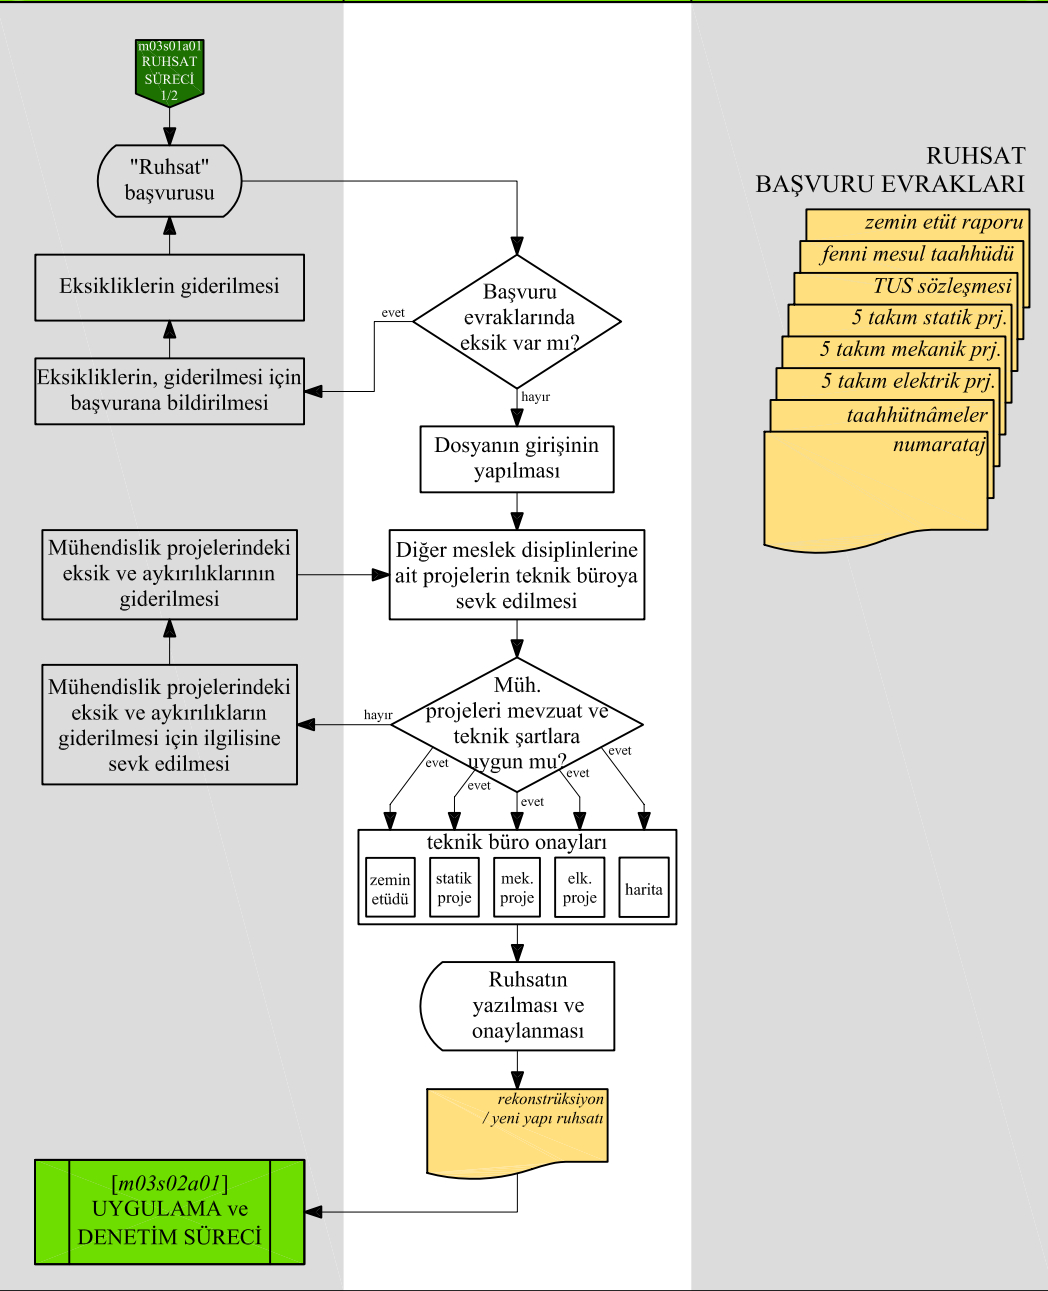 m03s01a01
RUHSAT
SÜRECİ
1/2
"Ruhsat"
başvurusu
Eksikliklerin giderilmesi
Eksikliklerin, giderilmesi için
başvurana bildirilmesi
Başvuru
evraklarında
eksik var mı?
evet
hayır
Dosyanın girişinin
yapılması
Mühendislik projelerindeki
eksik ve aykırılıklarının
giderilmesi
Diğer meslek disiplinlerine
ait projelerin teknik büroya
sevk edilmesi
Mühendislik projelerindeki
eksik ve aykırılıkların
giderilmesi için ilgilisine
sevk edilmesi
hayır
Müh.
projeleri mevzuat ve
teknik şartlara
uygun mu?
evet
evet
evet
evet
evet
teknik büro onayları
zemin
etüdü
statik
proje
mek.
proje
elk.
proje
harita
Ruhsatın
yazılması ve
onaylanması
rekonstrüksiyon
/ yeni yapı ruhsatı
[m03s02a01]
UYGULAMA ve
DENETİM SÜRECİ
RUHSAT
BAŞVURU EVRAKLARI
zemin etüt raporu
fenni mesul taahhüdü
TUS sözleşmesi
5 takım statik prj.
5 takım mekanik prj.
5 takım elektrik prj.
taahhütnâmeler
numarataj